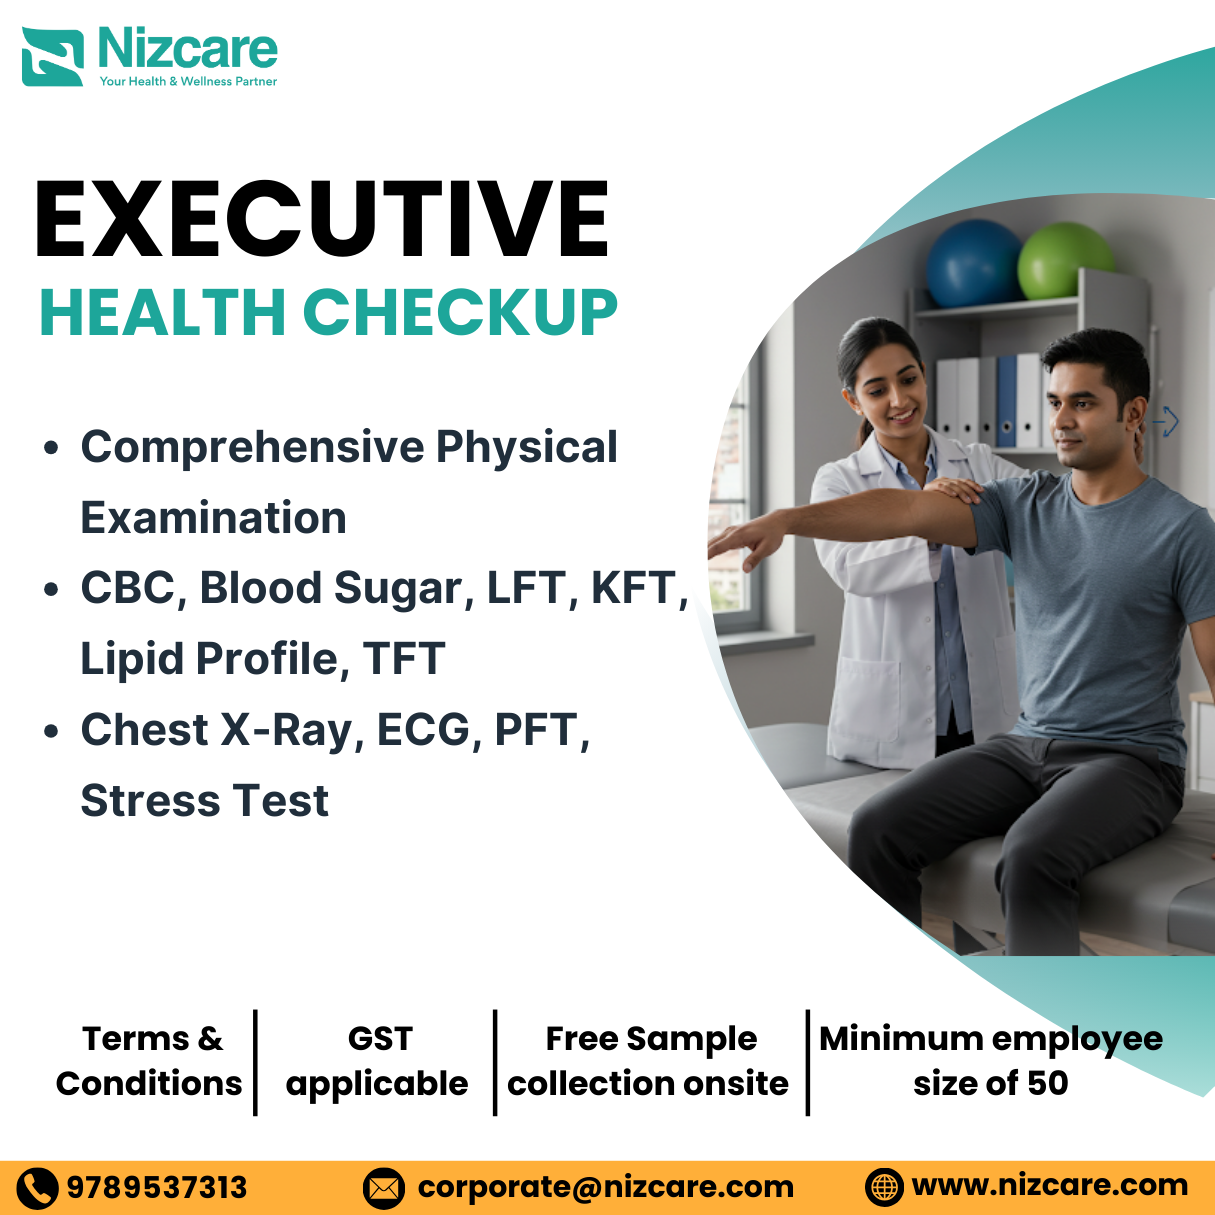 Nizcare
Your Health & Wellness Partner
EXECUTIVE
HEALTH CHECKUP
• Comprehensive Physical
Examination
• CBC, Blood Sugar, LFT, KFT,
Lipid Profile, TFT
• Chest X-Ray, ECG, PFT,
Stress Test
Terms &
Conditions
GST
applicable
Free Sample
collection onsite
Minimum employee
size of 50
9789537313
corporate@nizcare.com
www.nizcare.com